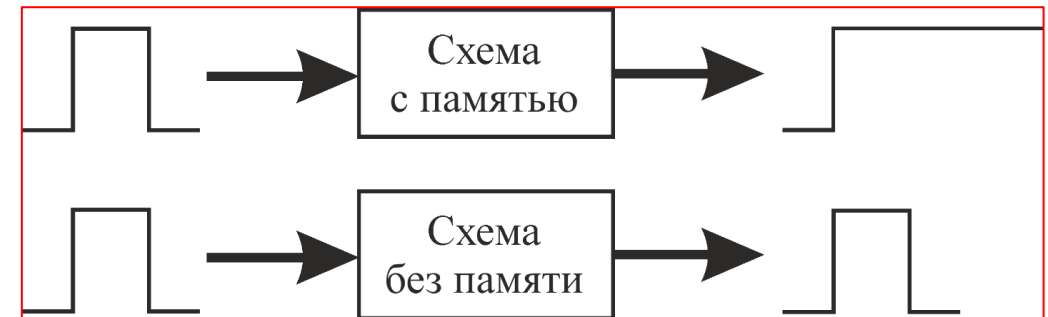 Схема
с памятью
Схема
без памяти